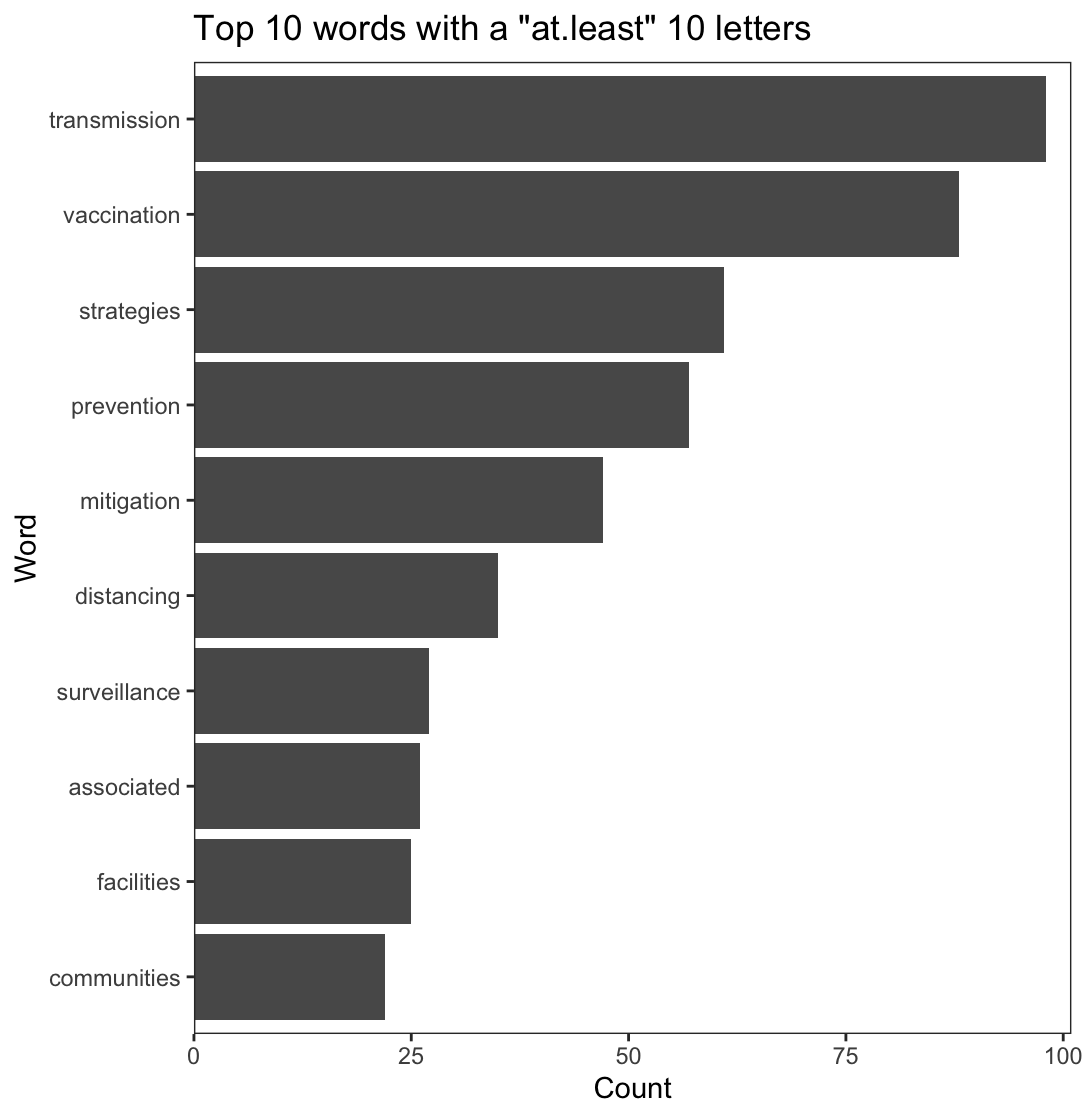 Top 10 words with a "at.least" 10 letters
transmission
vaccination
strategies
prevention
mitigation
distancing
surveillance
associated
facilities
communities
Word
0 25 50 75 100
Count